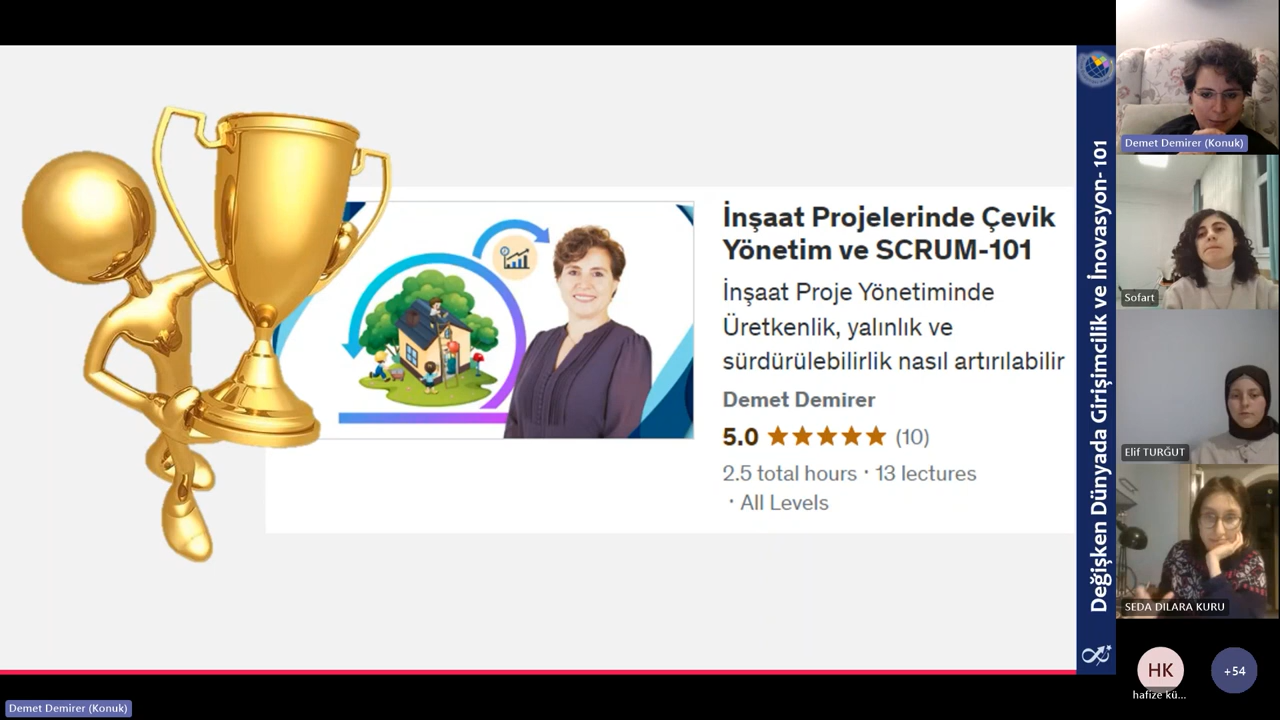 İnşaat Projelerinde Çevik
Yönetim ve SCRUM-101
İnşaat Proje Yönetiminde
Üretkenlik, yalınlık ve
sürdürülebilirlik nasıl artırılabilir
Demet Demirer
5.0 ★★★★★ (10)
2.5 total hours · 13 lectures
· All Levels
Değişken Dünyada Girişimcilik ve İnovasyon- 101
Demet Demirer (Konuk)
Sofart
Elif TURĞUT
SEDA DILARA KURU
HK
hafize kü...
+54
Demet Demirer (Konuk)